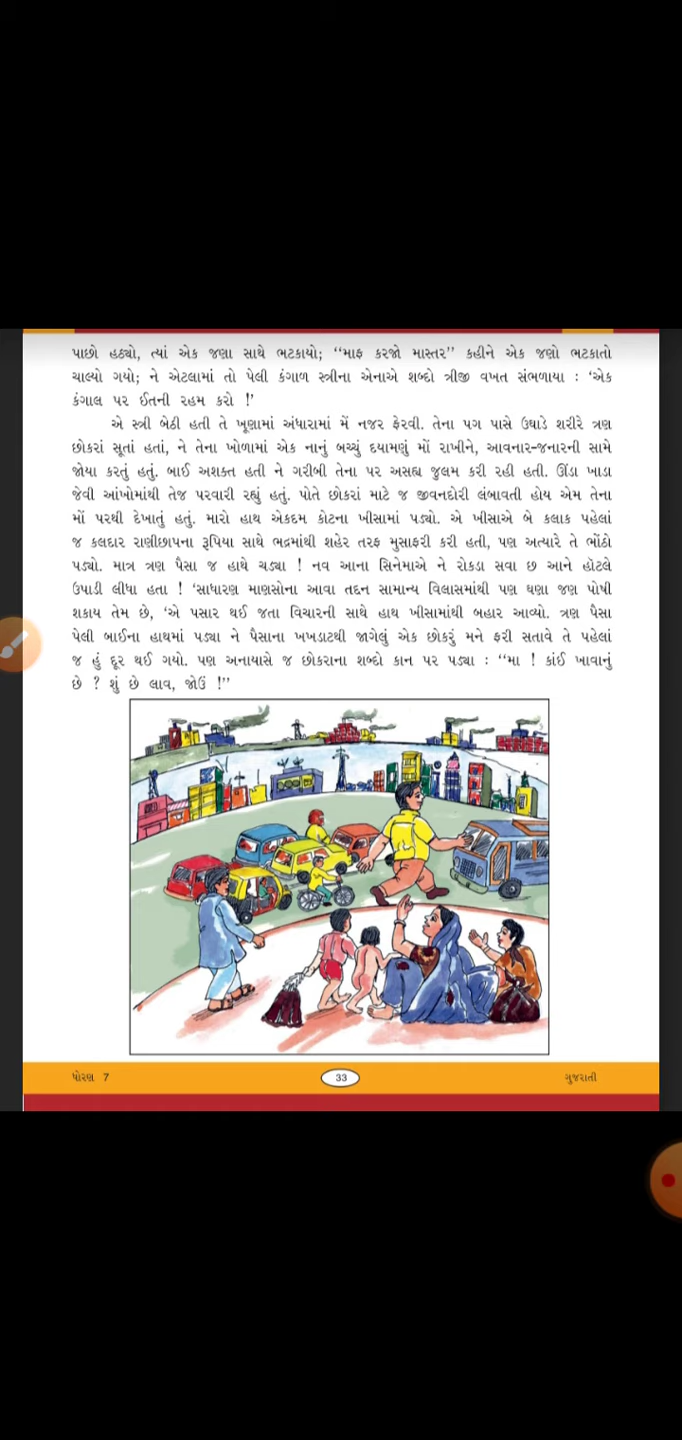 પાછો હઠ્યો, ત્યાં એક જણા સાથે ભટકાયો; “માફ કરજો માસ્તર” કહીને એક જણો ભટકાતો
ચાલ્યો ગયો; ને એટલામાં તો પેલી કંગાળ સ્ત્રીના એનાએ શબ્દો ત્રીજી વખત સંભળાયા : ‘એક
કંગાલ પર ઈતની રહમ કરો !’
એ સ્ત્રી બેઠી હતી તે ખૂણામાં અંધારામાં મેં નજર ફેરવી. તેના પગ પાસે ઉઘાડે શરીરે ત્રણ
છોકરાં સૂતાં હતાં, ને તેના ખોળામાં એક નાનું બચ્ચું દયામણું મોં રાખીને, આવનાર-જનારની સામે
જોયા કરતું હતું. બાઈ અશક્ત હતી ને ગરીબી તેના પર અસહ્ય જુલમ કરી રહી હતી. ઊંડા ખાડા
જેવી આંખોમાંથી તેજ પરવારી રહ્યું હતું. પોતે છોકરાં માટે જ જીવનદોરી લંબાવતી હોય એમ તેના
મોં પરથી દેખાતું હતું. મારો હાથ એકદમ કોટના ખીસામાં પડ્યો. એ ખીસાએ બે કલાક પહેલાં
જ કલદાર રાણીછાપના રૂપિયા સાથે ભદ્રમાંથી શહેર તરફ મુસાફરી કરી હતી, પણ અત્યારે તે ભોંઠો
પડ્યો. માત્ર ત્રણ પૈસા જ હાથે ચડ્યા ! નવ આના સિનેમાએ ને રોકડા સવા છ આને હૉટલે
ઉપાડી લીધા હતા ! ‘સાધારણ માણસોના આવા તદ્દન સામાન્ય વિલાસમાંથી પણ ઘણા જણ પોષી
શકાય તેમ છે, ‘એ પસાર થઈ જતા વિચારની સાથે હાથ ખીસામાંથી બહાર આવ્યો. ત્રણ પૈસા
પેલી બાઈના હાથમાં પડ્યા ને પૈસાના ખખડાટથી જાગેલું એક છોકરું મને ફરી સતાવે તે પહેલાં
જ હું દૂર થઈ ગયો. પણ અનાયાસે જ છોકરાના શબ્દો કાન પર પડ્યા : “મા ! કાંઈ ખાવાનું
છે ? શું છે લાવ, જોઉં !”
ધોરણ 7
33
ગુજરાતી